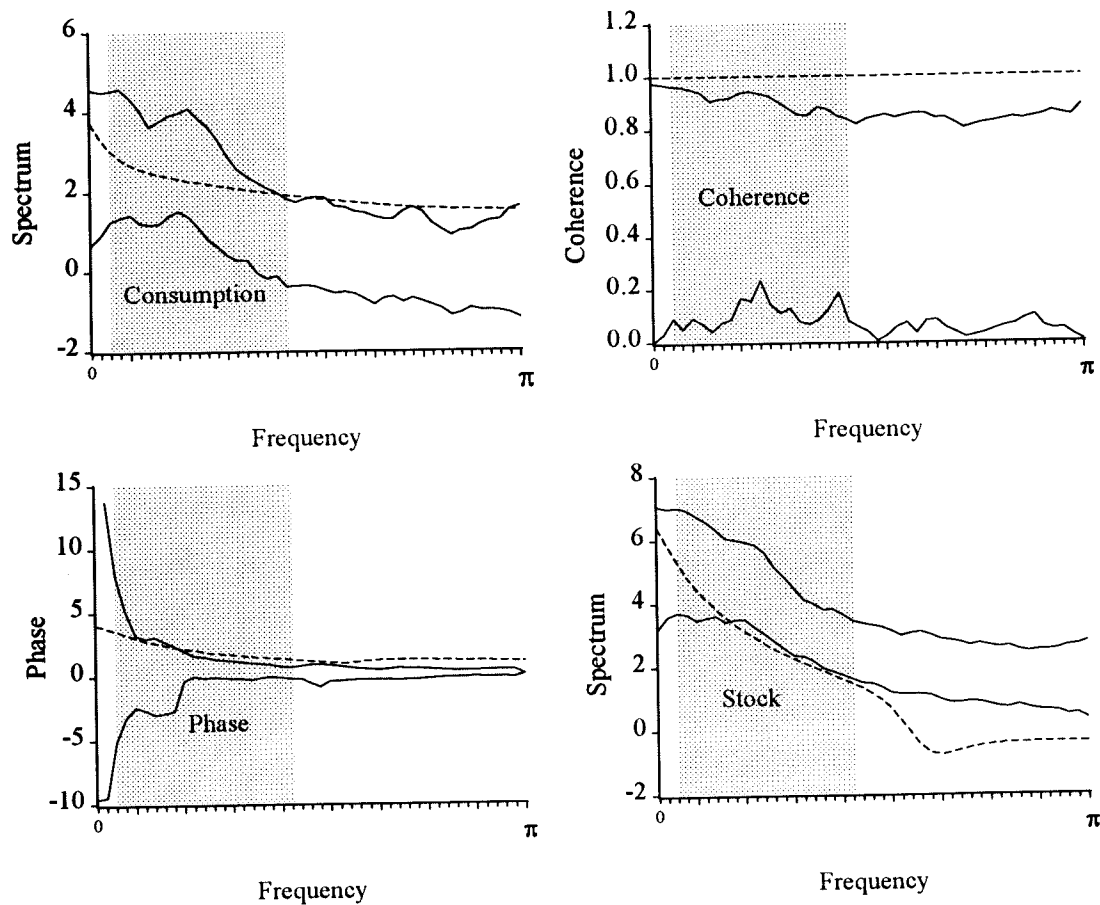 6
4
2
0
-2
Spectrum
Consumption
0
π
Frequency
1.2
1.0
0.8
0.6
0.4
0.2
0.0
Coherence
Coherence
0
π
Frequency
15
10
5
0
-5
-10
Phase
Phase
0
π
Frequency
8
6
4
2
0
-2
Spectrum
Stock
0
π
Frequency